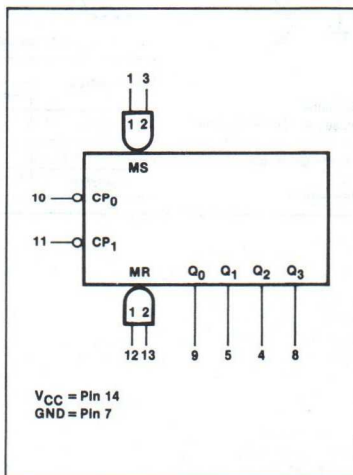 1 3
1 2
MS
10 CP0
11 CP1
MR Q0 Q1 Q2 Q3
1 2
12 13 9 5 4 8
VCC = Pin 14
GND = Pin 7